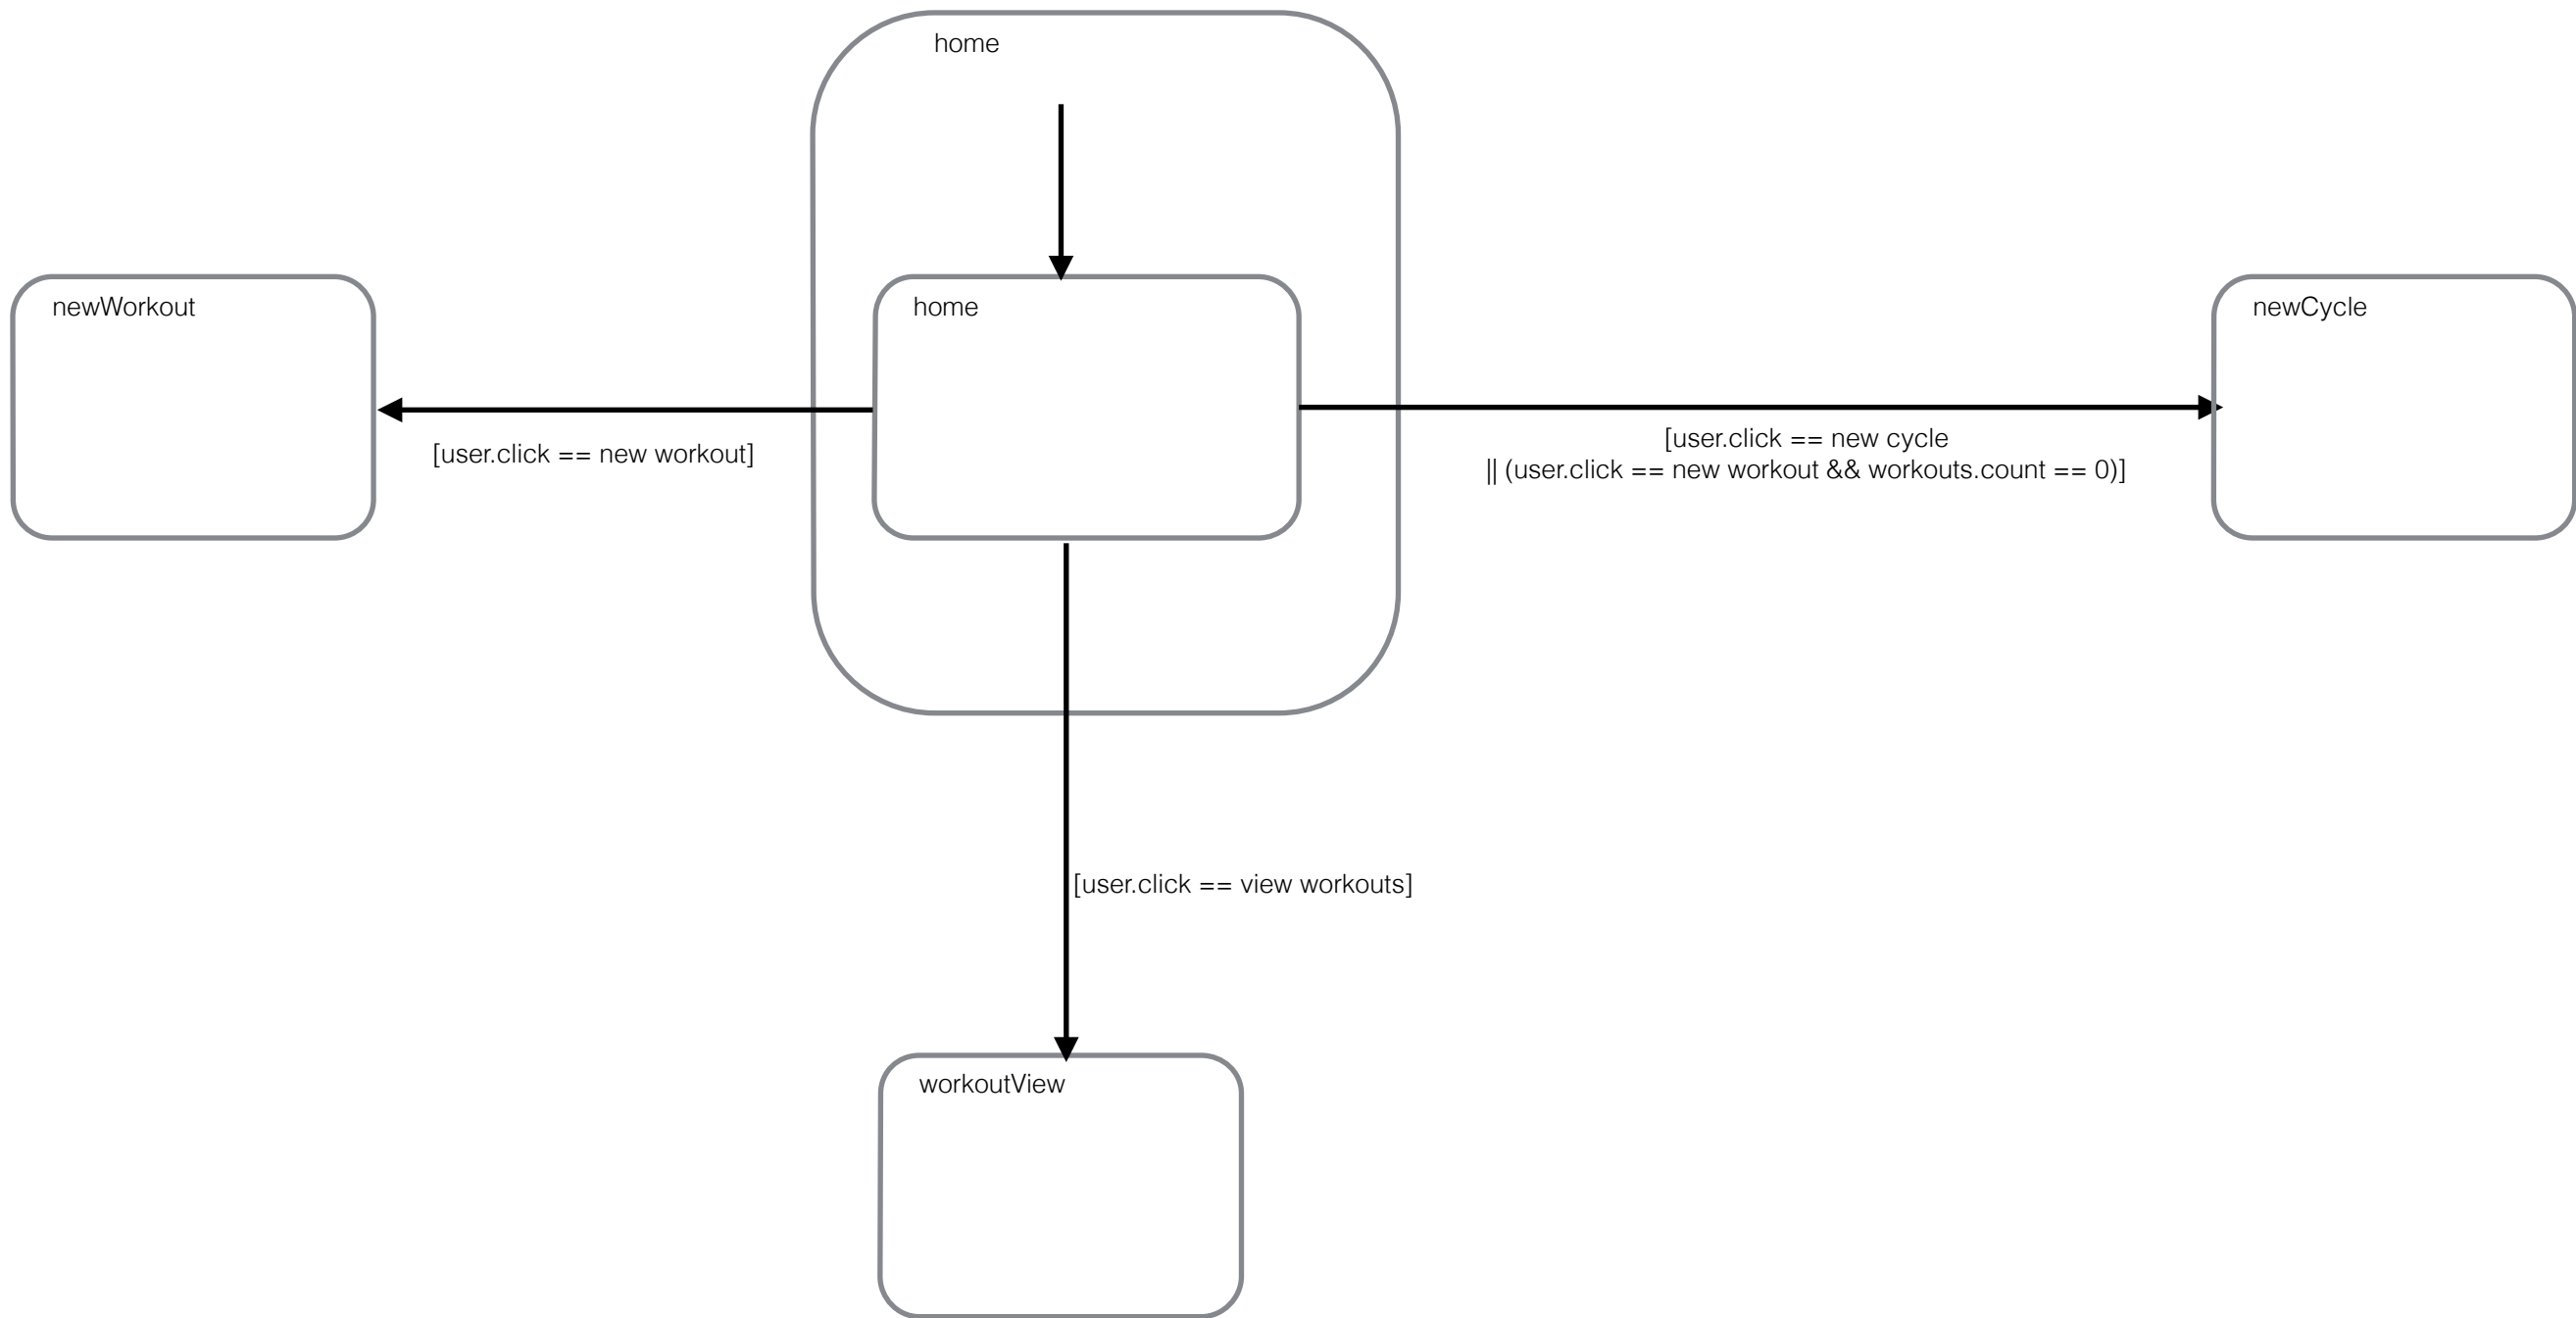 home
newWorkout
home
newCycle
[user.click == new workout]
[user.click == new cycle
|| (user.click == new workout && workouts.count == 0)]
[user.click == view workouts]
workoutView